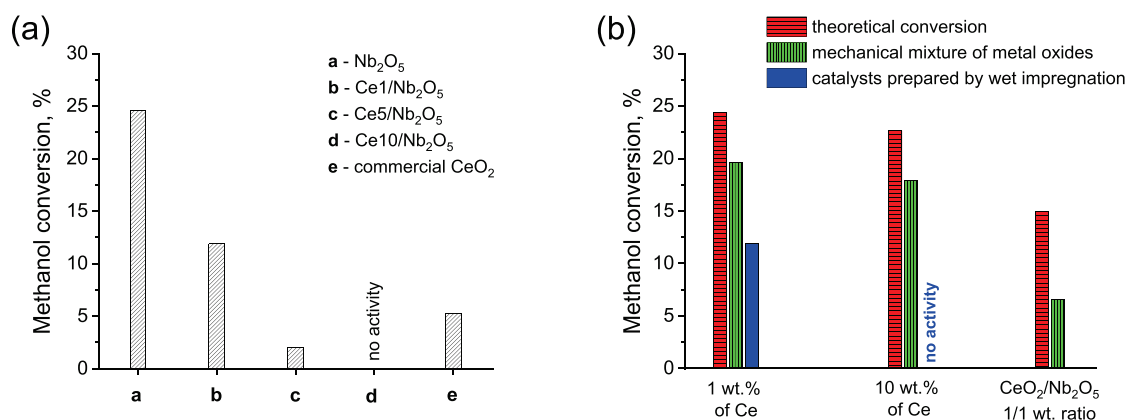 (a)
Methanol conversion, %
30
25
20
15
10
5
0
a - Nb₂O₅
b - Ce1/Nb₂O₅
c - Ce5/Nb₂O₅
d - Ce10/Nb₂O₅
e - commercial CeO₂
no activity
a b c d e
(b)
theoretical conversion
mechanical mixture of metal oxides
catalysts prepared by wet impregnation
Methanol conversion, %
30
25
20
15
10
5
0
no activity
1 wt.%
of Ce
10 wt.%
of Ce
CeO₂/Nb₂O₅
1/1 wt. ratio